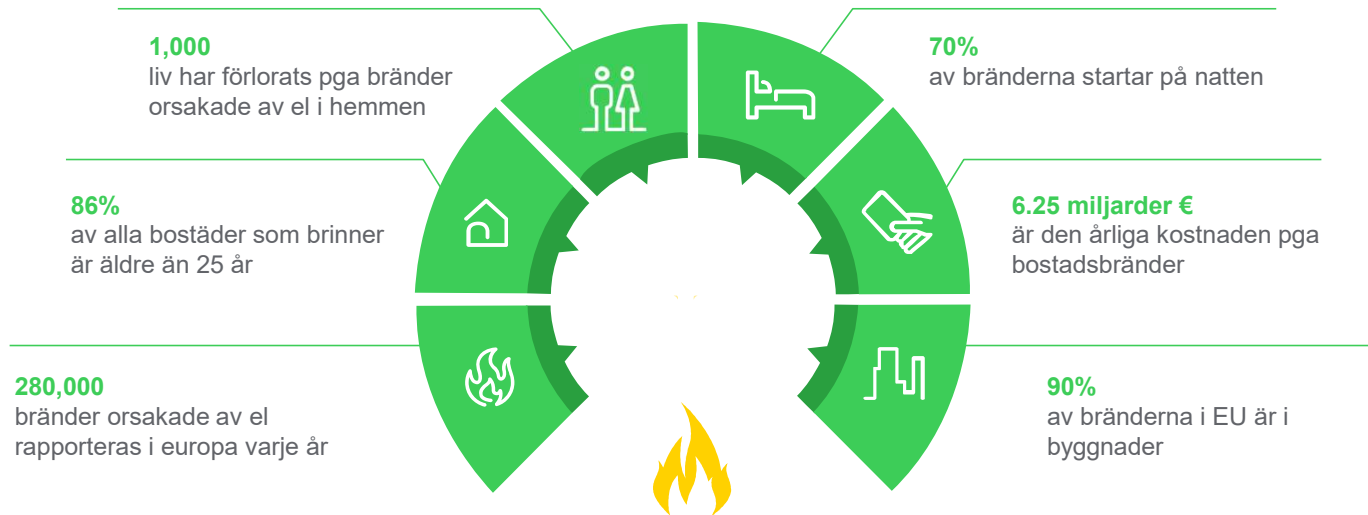 1,000
liv har förlorats pga bränder
orsakade av el i hemmen
86%
av alla bostäder som brinner
är äldre än 25 år
280,000
bränder orsakade av el
rapporteras i europa varje år
70%
av bränderna startar på natten
6.25 miljarder €
är den årliga kostnaden pga
bostadsbränder
90%
av bränderna i EU är i
byggnader